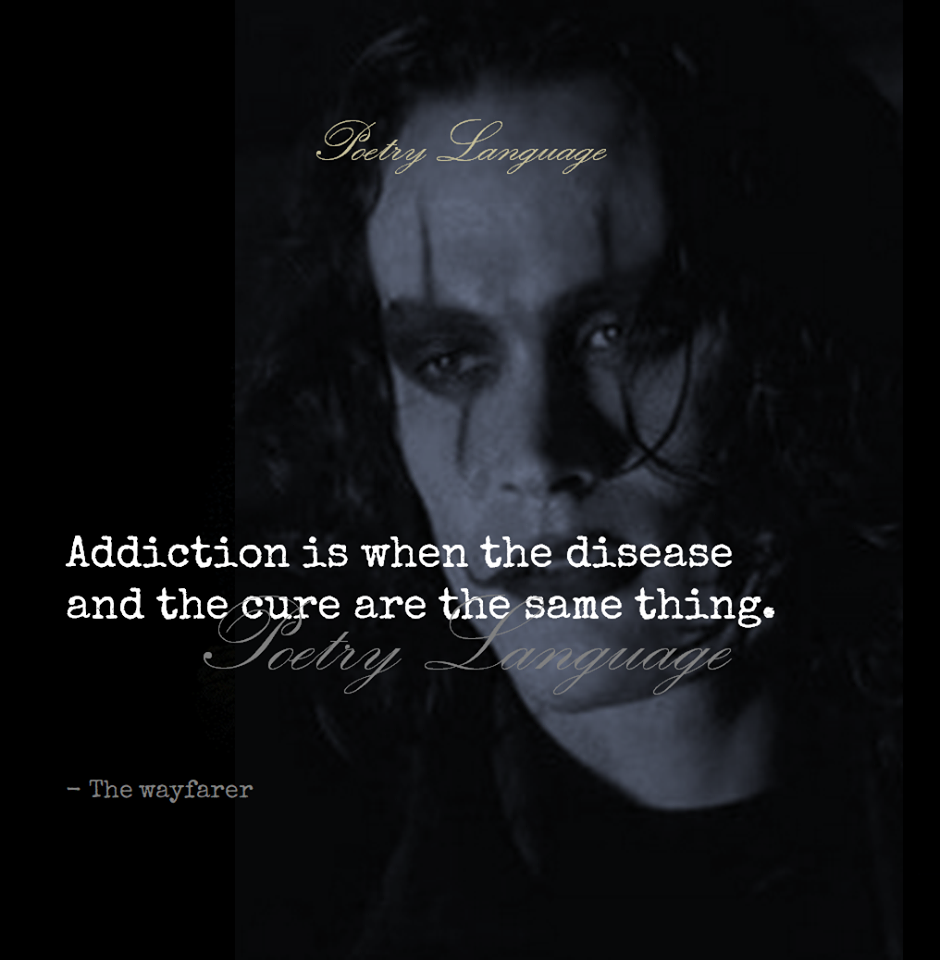 Poetry Language
Addiction is when the disease
and the cure are the same thing.
Poetry Language
– The wayfarer